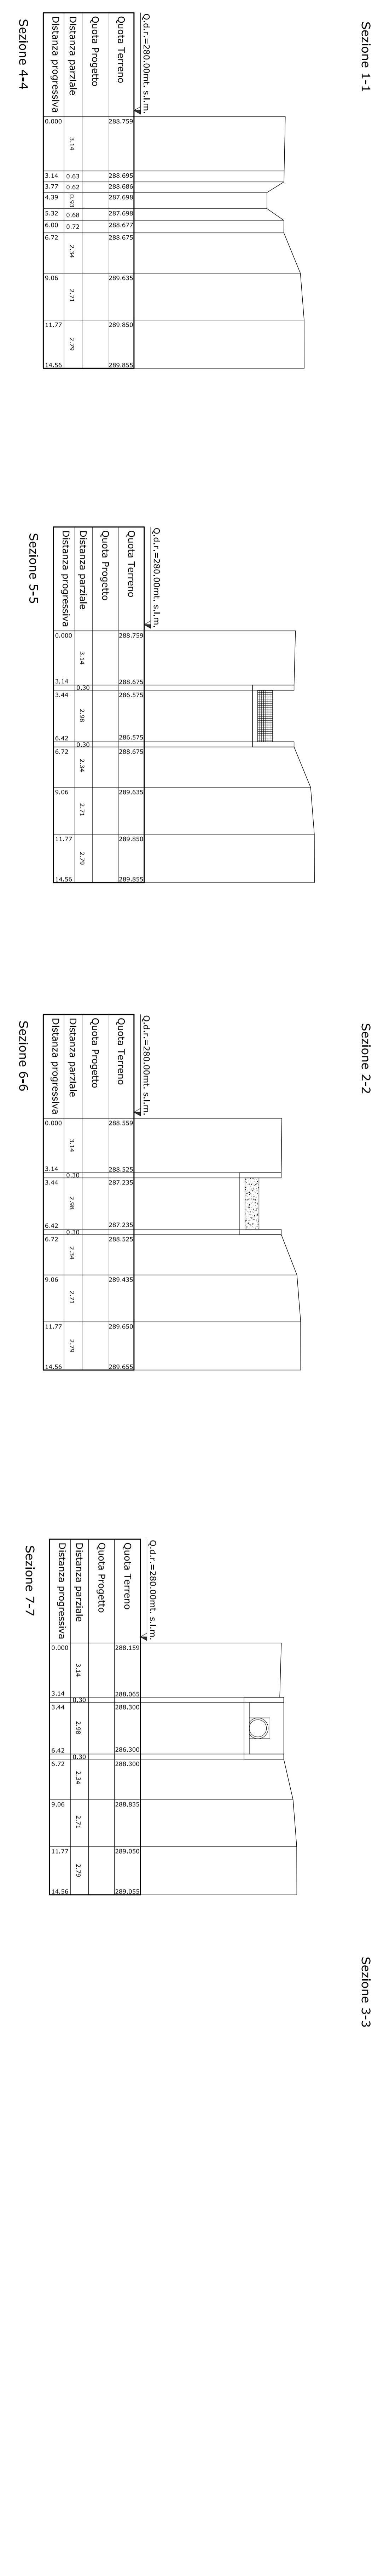 Sezione 1-1
Sezione 2-2
Sezione 3-3
Q.d.r.=280.00mt. s.l.m.
Quota Terreno 288.759 288.695 288.686 287.698 287.698 288.677 288.675 289.635 289.850 289.855
Quota Progetto
Distanza parziale 3.14 0.63 0.62 0.93 0.68 0.72 2.34 2.71 2.79
Distanza progressiva 0.000 3.14 3.77 4.39 5.32 6.00 6.72 9.06 11.77 14.56
Sezione 4-4
Q.d.r.=280.00mt. s.l.m.
Quota Terreno 288.759 288.675 286.575 286.575 288.675 289.635 289.850 289.855
Quota Progetto
Distanza parziale 3.14 0.30 2.98 0.30 2.34 2.71 2.79
Distanza progressiva 0.000 3.14 3.44 6.42 6.72 9.06 11.77 14.56
Sezione 5-5
Q.d.r.=280.00mt. s.l.m.
Quota Terreno 288.559 288.525 287.235 287.235 288.525 289.435 289.650 289.655
Quota Progetto
Distanza parziale 3.14 0.30 2.98 0.30 2.34 2.71 2.79
Distanza progressiva 0.000 3.14 3.44 6.42 6.72 9.06 11.77 14.56
Sezione 6-6
Q.d.r.=280.00mt. s.l.m.
Quota Terreno 288.159 288.065 288.300 286.300 288.300 288.835 289.050 289.055
Quota Progetto
Distanza parziale 3.14 0.30 2.98 0.30 2.34 2.71 2.79
Distanza progressiva 0.000 3.14 3.44 6.42 6.72 9.06 11.77 14.56
Sezione 7-7